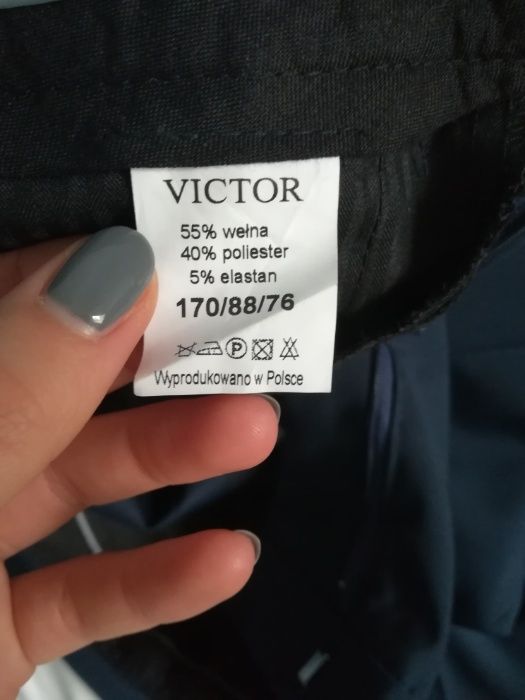 VICTOR
55% wełna
40% poliester
5% elastan
170/88/76
P
Wyprodukowano w Polsce